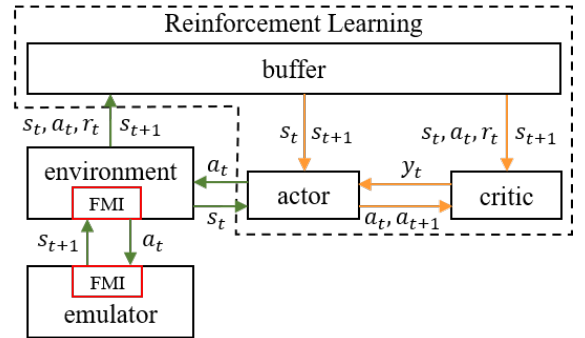 Reinforcement Learning
buffer
s_t, a_t, r_t s_{t+1}
s_t s_{t+1}
s_t, a_t, r_t s_{t+1}
environment
FMI
a_t
s_t
actor
y_t
a_t, a_{t+1}
critic
s_{t+1} a_t
FMI
emulator